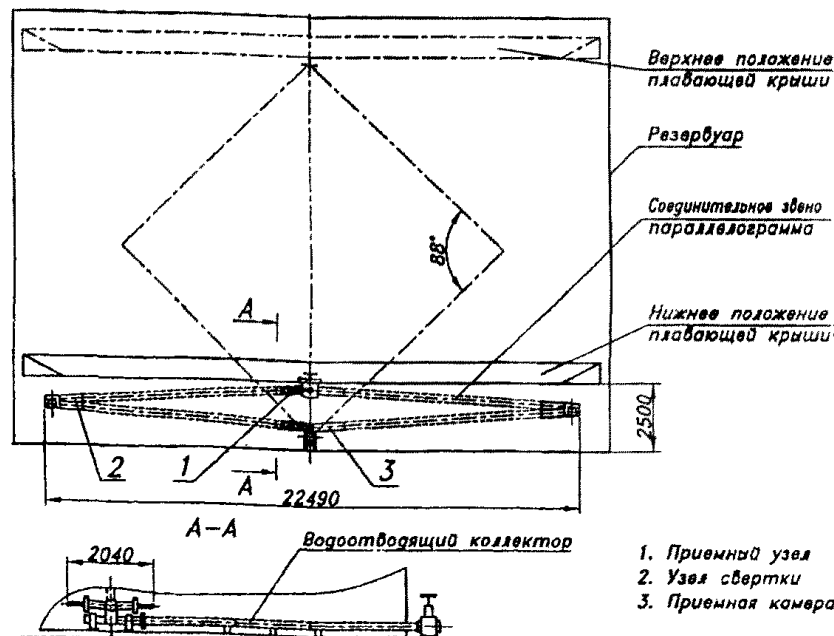 Верхнее положение
плавающей крыши
Резервуар
Соединительное звено
параллелограмма
88°
А
Нижнее положение
плавающей крыши
2500
2
1
А
3
22490
А-А
2040
Водоотводящий коллектор
1. Приемный узел
2. Узел свертки
3. Приемная камера